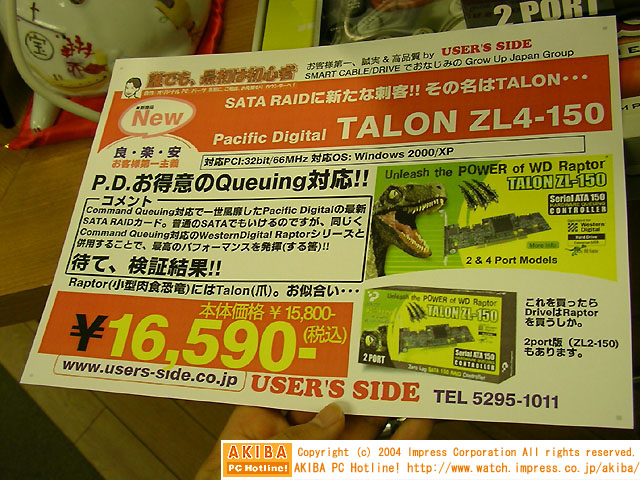 2 PORT
宝
誰でも、最初は初心者
お客様第一、誠実 & 高品質 by USER'S SIDE
SMART CABLE/DRIVE でおなじみの Grow Up Japan Group
SATA RAIDに新たな刺客!! その名はTALON・・・
New
Pacific Digital TALON ZL4-150
良・楽・安
お客様第一主義
対応PCI:32bit/66MHz 対応OS: Windows 2000/XP
P.D.お得意のQueuing対応!!
コメント
Command Queuing対応で一世風靡したPacific Digitalの最新
SATA RAIDカード。普通のSATAでもいけるのですが、同じく
Command Queuing対応のWesternDigital Raptorシリーズと
併用することで、最高のパフォーマンスを発揮(する答)!!
待て、検証結果!!
Raptor(小型肉食恐竜)にはTalon(爪)。お似合い・・・
本体価格 ¥15,800-
¥16,590-
(税込)
www.users-side.co.jp
USER'S SIDE
TEL 5295-1011
Unleash the POWER of WD Raptor
TALON ZL-150
Serial ATA 150
HARDWARE QUEUING
CONTROLLER
Western
Digital
More Info
2 & 4 Port Models
Unleash the POWER of WD Raptor
TALON ZL-150
Serial ATA 150
CONTROLLER
2 PORT
これを買ったら
DriveはRaptor
を買うしか。
2port版 (ZL2-150)
もあります。
AKIBA
PC Hotline!
Copyright (c) 2004 Impress Corporation All rights reserved.
AKIBA PC Hotline! http://www.watch.impress.co.jp/akiba/